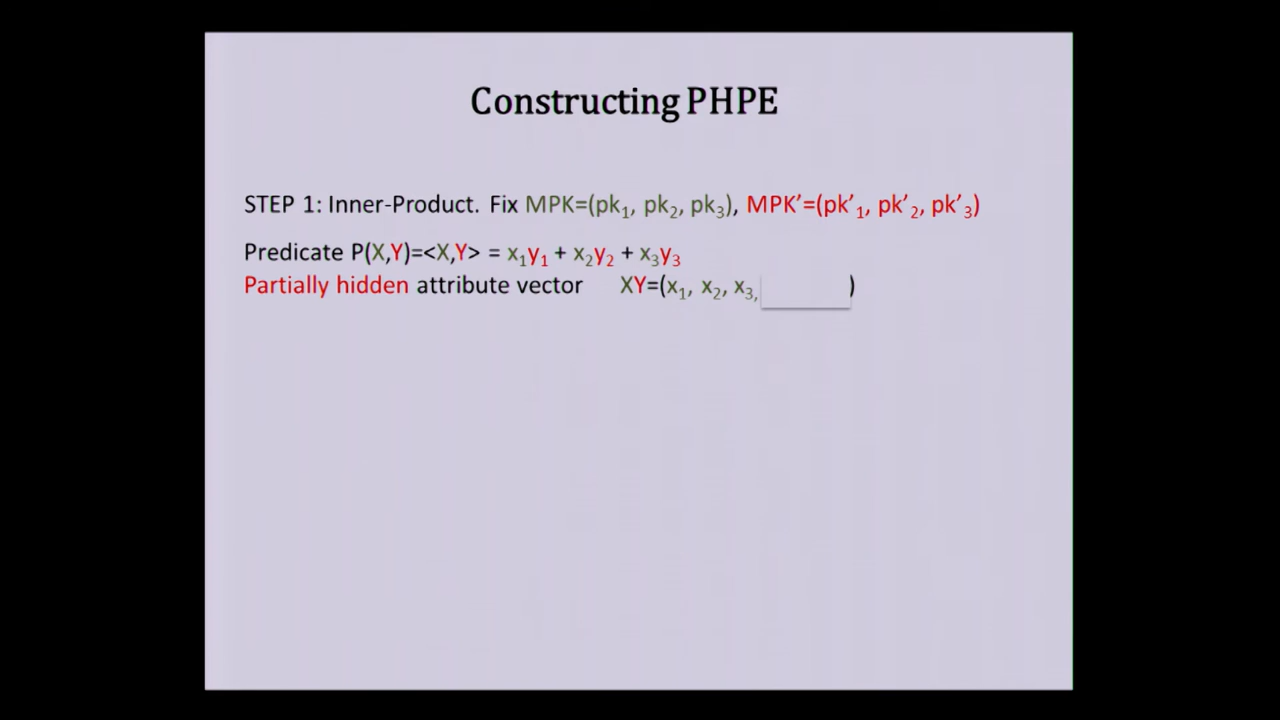 Constructing PHPE
STEP 1: Inner-Product. Fix MPK=(pk₁, pk₂, pk₃), MPK’=(pk’₁, pk’₂, pk’₃)
Predicate P(X,Y)=<X,Y> = x₁y₁ + x₂y₂ + x₃y₃
Partially hidden attribute vector XY=(x₁, x₂, x₃, )